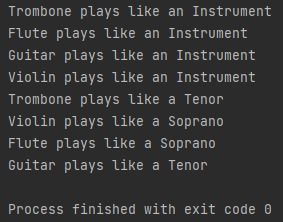 Trombone plays like an Instrument
Flute plays like an Instrument
Guitar plays like an Instrument
Violin plays like an Instrument
Trombone plays like a Tenor
Violin plays like a Soprano
Flute plays like a Soprano
Guitar plays like a Tenor

Process finished with exit code 0